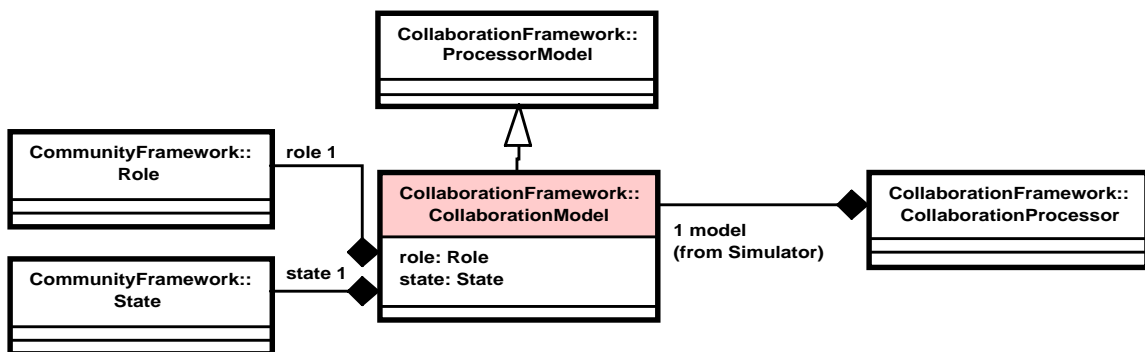 CollaborationFramework::
ProcessorModel
CommunityFramework::
Role
role 1
CollaborationFramework::
CollaborationModel
role: Role
state: State
1 model
(from Simulator)
CollaborationFramework::
CollaborationProcessor
CommunityFramework::
State
state 1